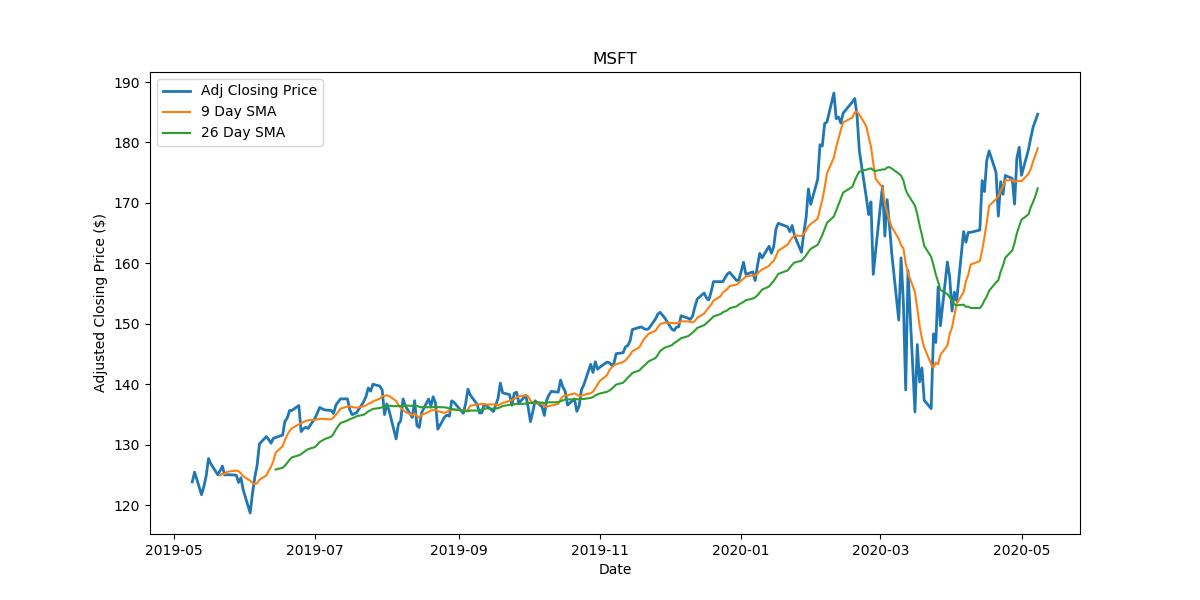 MSFT
Adj Closing Price
9 Day SMA
26 Day SMA
Adjusted Closing Price ($)
190
180
170
160
150
140
130
120
2019-05 2019-07 2019-09 2019-11 2020-01 2020-03 2020-05
Date